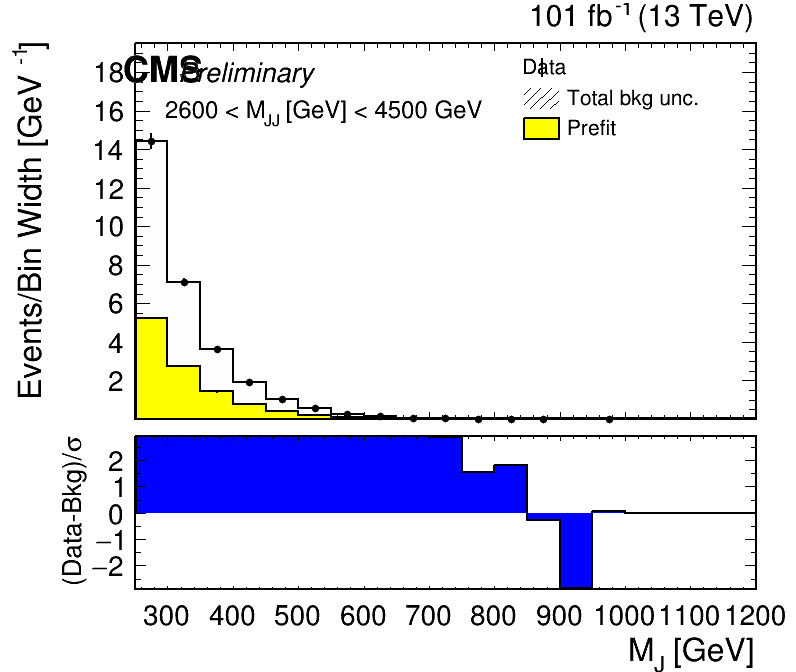 101 fb-1 (13 TeV)
CMS Preliminary
2600 < MJJ [GeV] < 4500 GeV
Data
Total bkg unc.
Prefit
Events/Bin Width [GeV-1]
18
16
14
12
10
8
6
4
2
(Data-Bkg)/σ
2
1
0
−1
−2
300 400 500 600 700 800 900 1000 1100 1200
MJ [GeV]